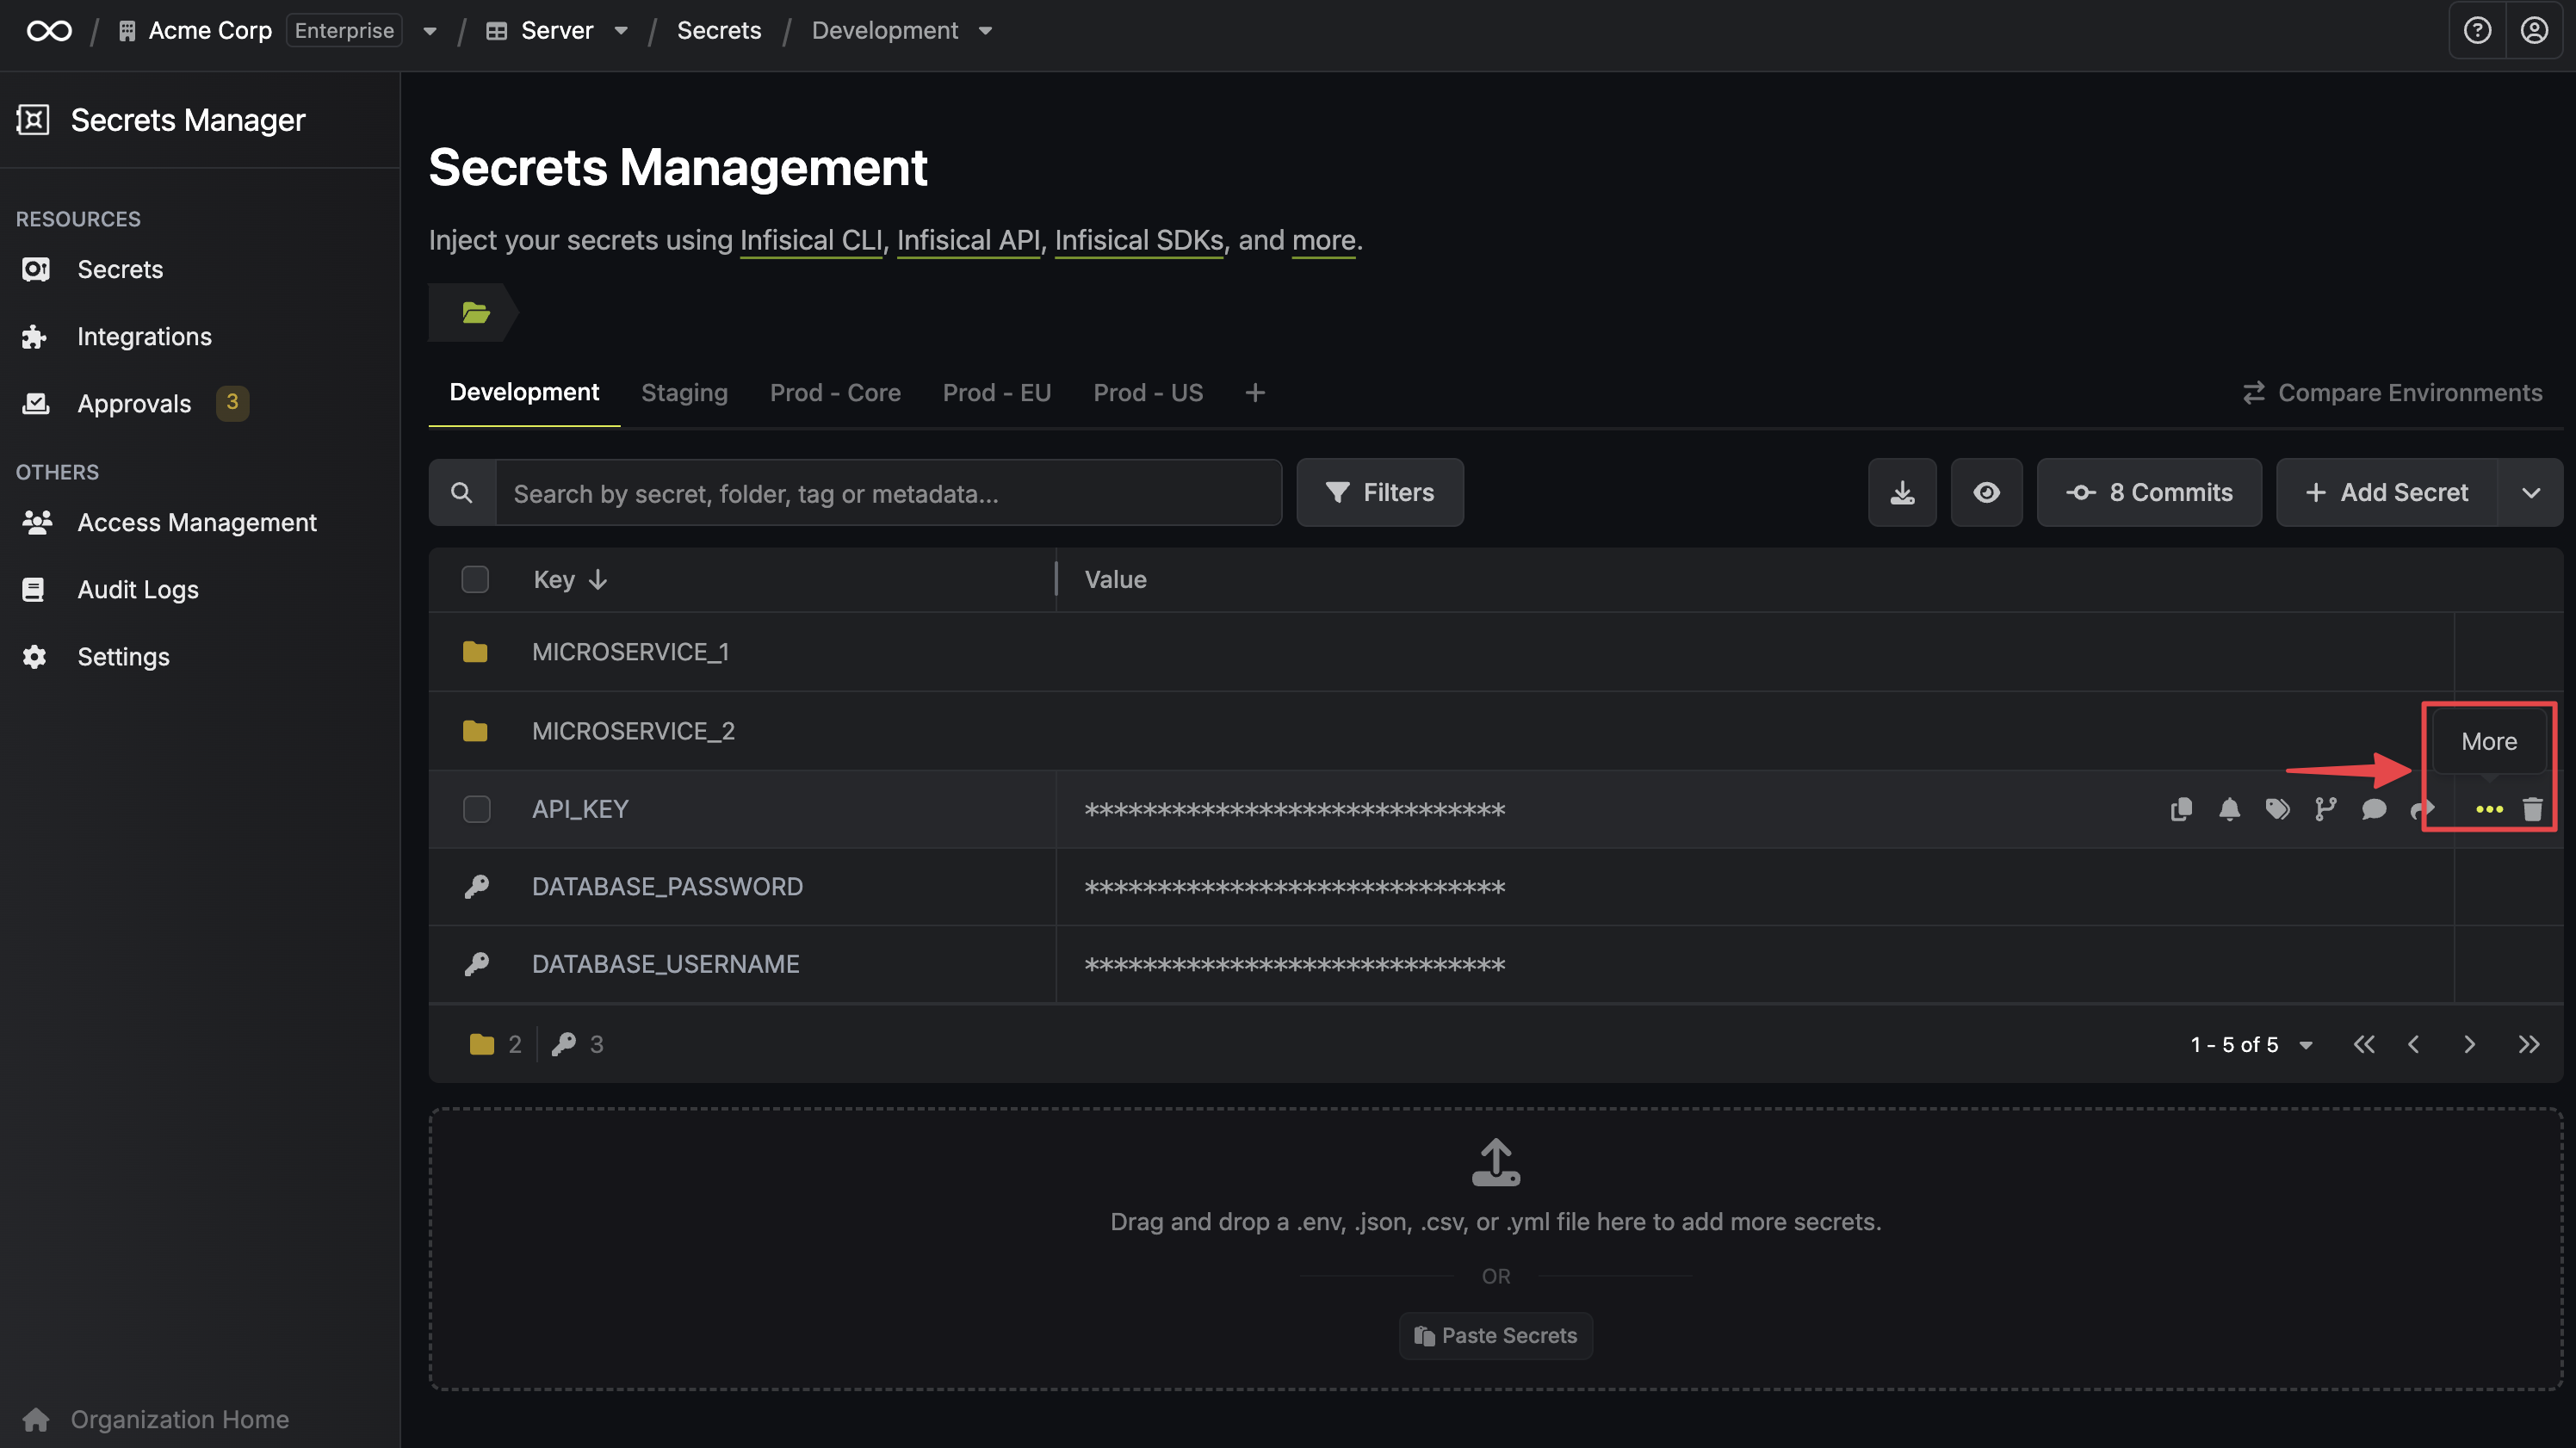 Acme Corp Enterprise / Server / Secrets / Development
Secrets Manager
RESOURCES
Secrets
Integrations
Approvals 3
OTHERS
Access Management
Audit Logs
Settings
Organization Home
Secrets Management
Inject your secrets using Infisical CLI, Infisical API, Infisical SDKs, and more.
Development Staging Prod - Core Prod - EU Prod - US +
Compare Environments
Search by secret, folder, tag or metadata...
Filters
8 Commits
+ Add Secret
Key Value
MICROSERVICE_1
MICROSERVICE_2
More
API_KEY *****************************
DATABASE_PASSWORD *****************************
DATABASE_USERNAME *****************************
2 3
1 - 5 of 5
Drag and drop a .env, .json, .csv, or .yml file here to add more secrets.
OR
Paste Secrets